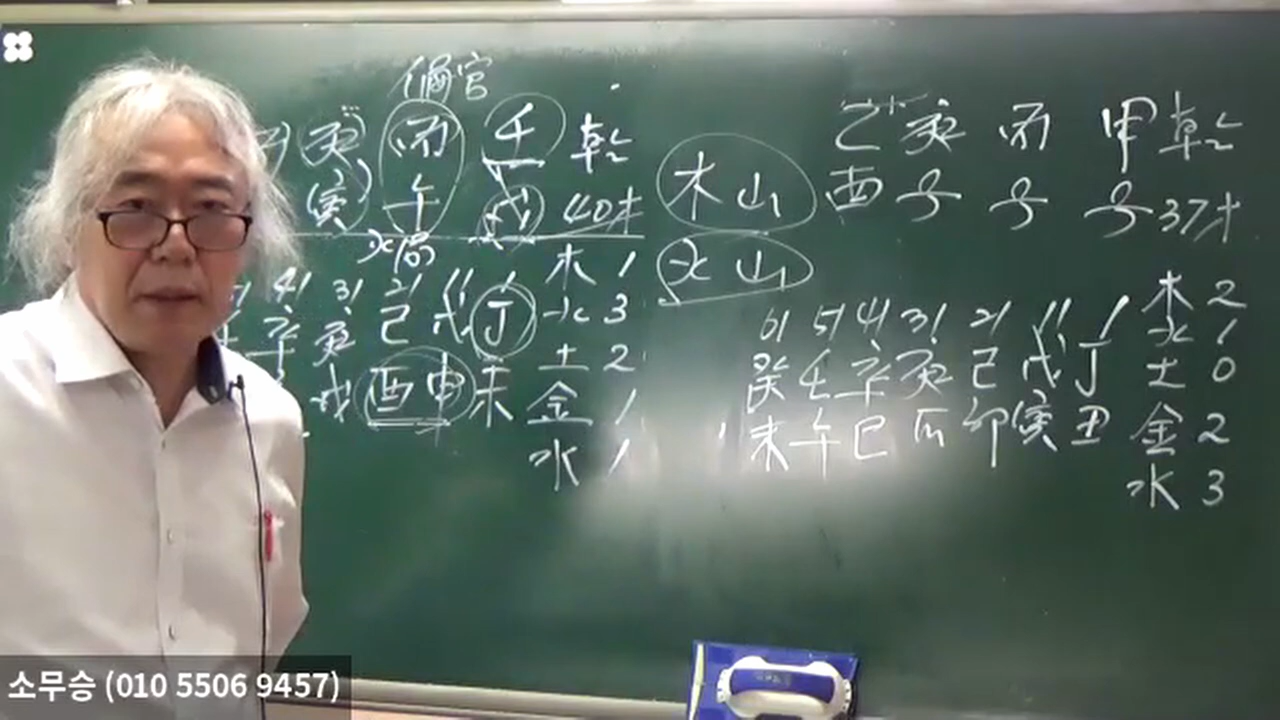 偏官
庚 丙 壬 乾
寅 午 戌 40才
火局
木 1
41 31 21 11 1
火 3
辛 庚 己 戊 丁
土 2
戌 酉 申 未
金 1
水 1
木山
火山
乙 庚 丙 甲 乾
酉 子 子 子 37才
木 2
61 51 41 31 21 11 1
火 1
癸 壬 辛 庚 己 戊 丁
土 0
未 午 巳 辰 卯 寅 丑
金 2
水 3
소무승 (010 5506 9457)